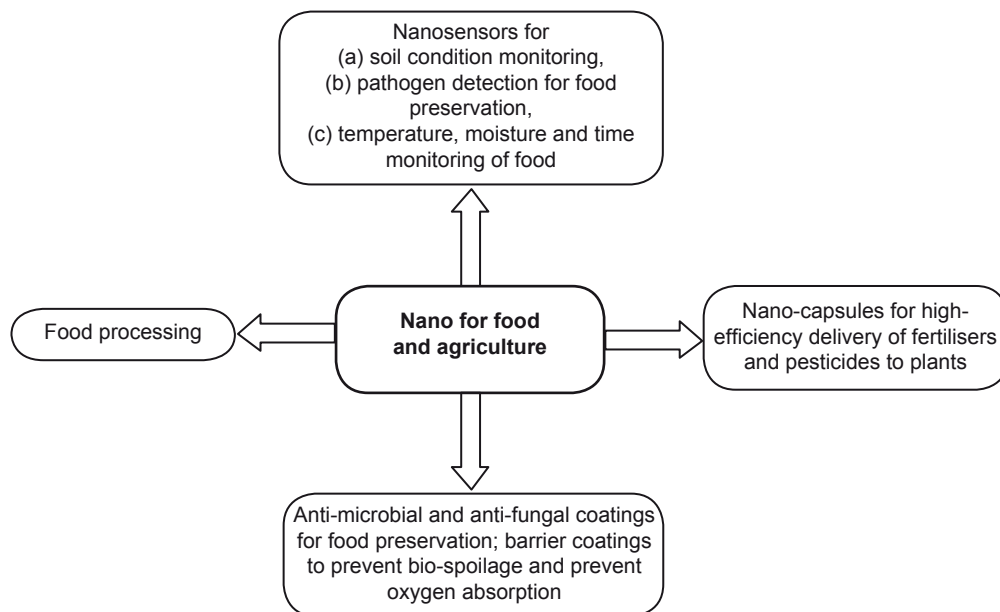 Nanosensors for
(a) soil condition monitoring,
(b) pathogen detection for food
preservation,
(c) temperature, moisture and time
monitoring of food
Food processing
Nano for food
and agriculture
Nano-capsules for high-
efficiency delivery of fertilisers
and pesticides to plants
Anti-microbial and anti-fungal coatings
for food preservation; barrier coatings
to prevent bio-spoilage and prevent
oxygen absorption